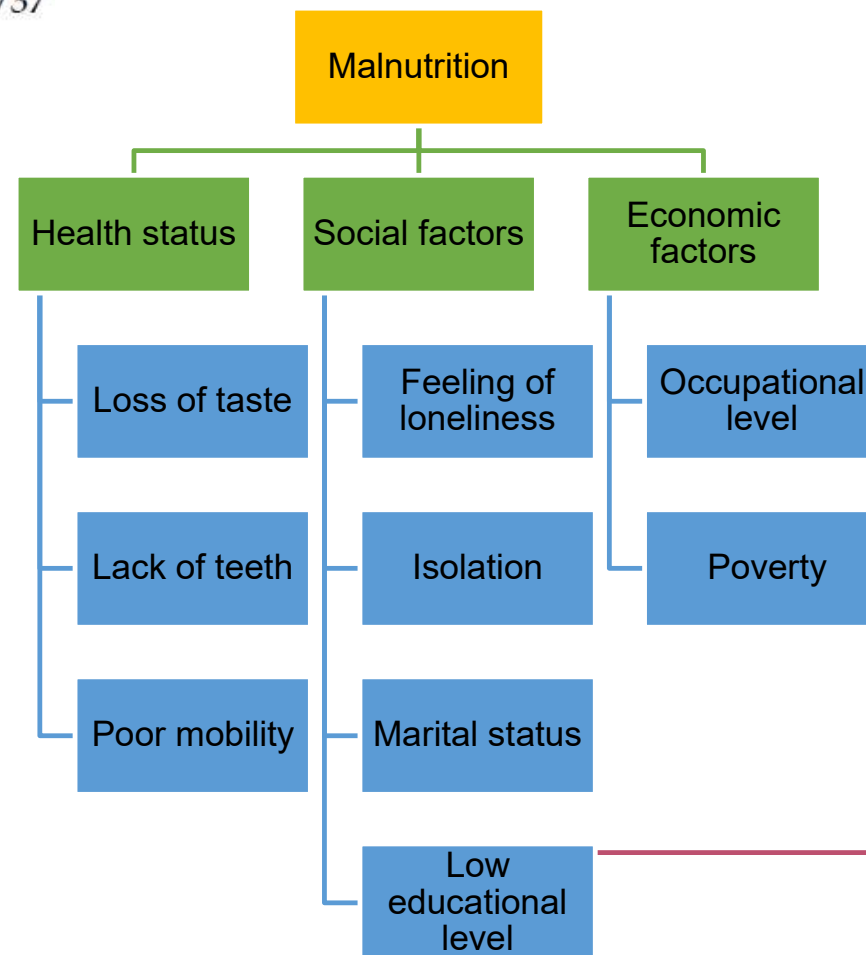 Malnutrition
Health status
Social factors
Economic
factors
Loss of taste
Feeling of
loneliness
Occupational
level
Lack of teeth
Isolation
Poverty
Poor mobility
Marital status
Low
educational
level